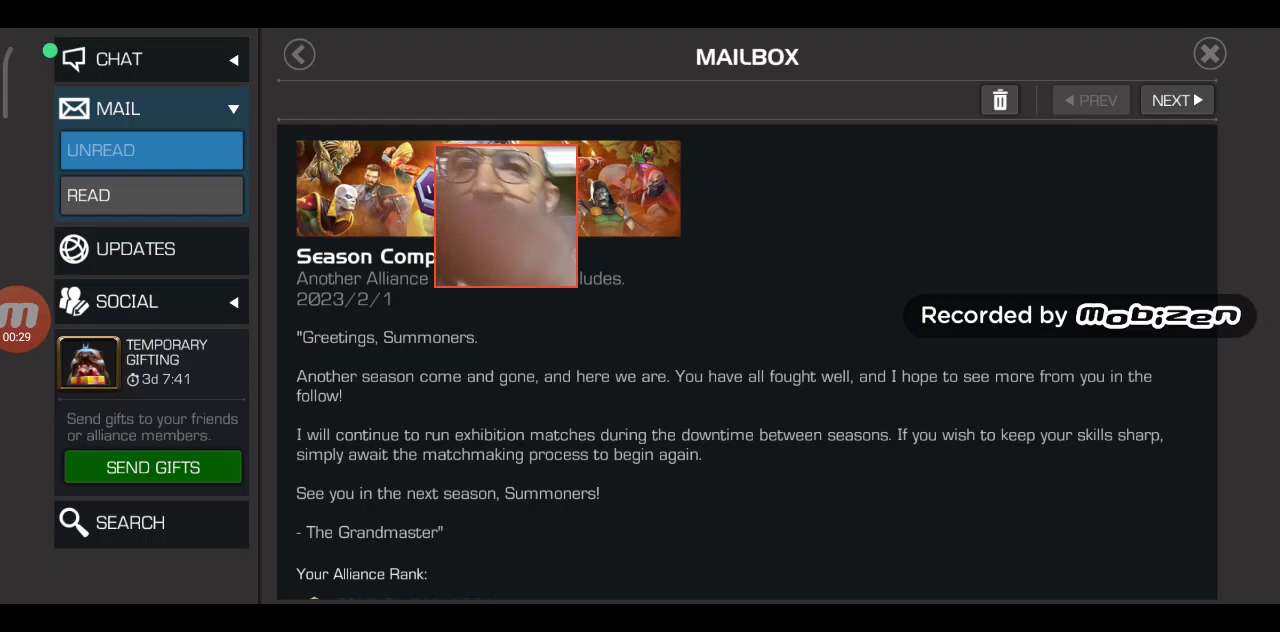 CHAT
MAILBOX
MAIL
PREV
NEXT
UNREAD
READ
UPDATES
SOCIAL
00:29
TEMPORARY
GIFTING
3d 7:41
Send gifts to your friends
or alliance members.
SEND GIFTS
SEARCH
Season Comp
Another Alliance ludes.
2023/2/1
"Greetings, Summoners.
Another season come and gone, and here we are. You have all fought well, and I hope to see more from you in the
follow!
I will continue to run exhibition matches during the downtime between seasons. If you wish to keep your skills sharp,
simply await the matchmaking process to begin again.
See you in the next season, Summoners!
- The Grandmaster"
Your Alliance Rank:
Recorded by mobizen